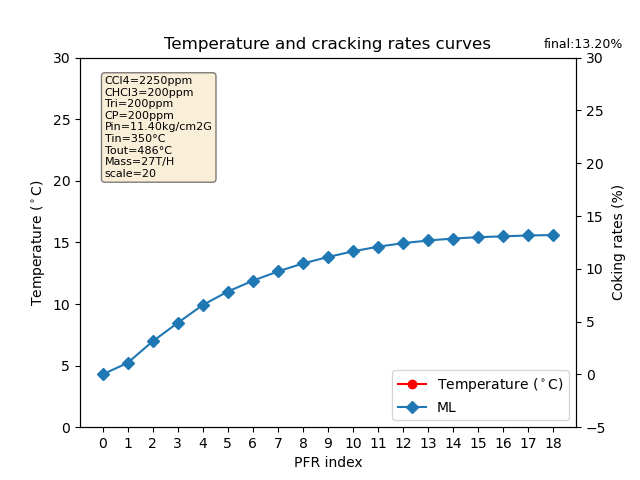 Temperature and cracking rates curves
final:13.20%
CCl4=2250ppm
CHCl3=200ppm
Tri=200ppm
CP=200ppm
Pin=11.40kg/cm2G
Tin=350°C
Tout=486°C
Mass=27T/H
scale=20
Temperature (°C)
30
25
20
15
10
5
0
30
25
20
15
10
5
0
−5
Coking rates (%)
Temperature (°C)
ML
0 1 2 3 4 5 6 7 8 9 10 11 12 13 14 15 16 17 18
PFR index